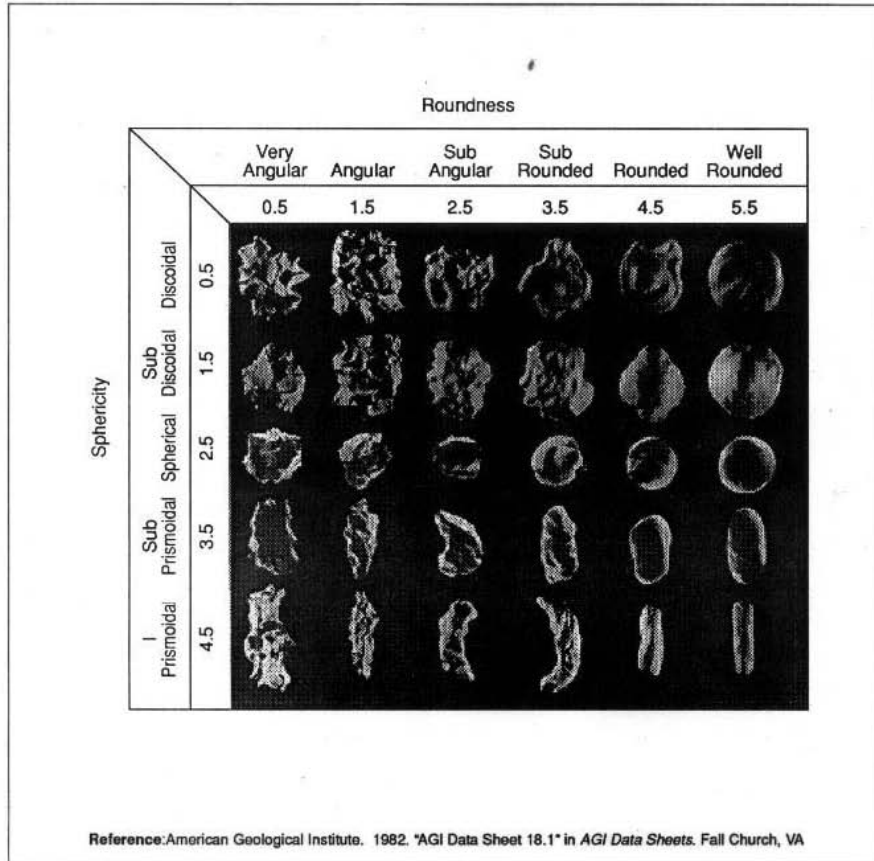 Roundness
Very Angular
Angular
Sub Angular
Sub Rounded
Rounded
Well Rounded
0.5 1.5 2.5 3.5 4.5 5.5
Sphericity
Discoidal 0.5
Sub Discoidal 1.5
Spherical 2.5
Sub Prismoidal 3.5
I Prismoidal 4.5
Reference:American Geological Institute. 1982. "AGI Data Sheet 18.1" in AGI Data Sheets. Fall Church, VA